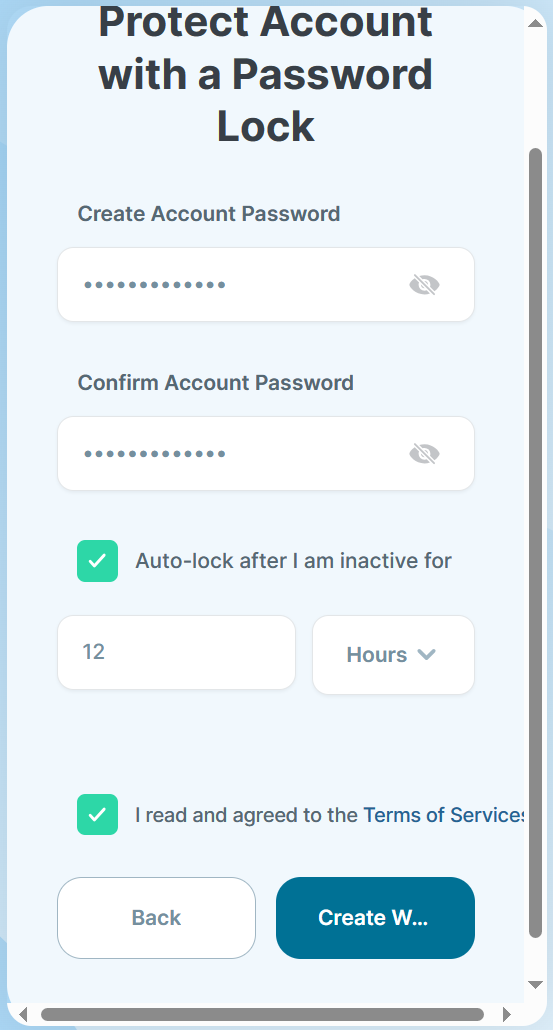 Protect Account
with a Password
Lock
Create Account Password
•••••••••••••
Confirm Account Password
•••••••••••••
Auto-lock after I am inactive for
12
Hours
I read and agreed to the Terms of Services
Back
Create W...